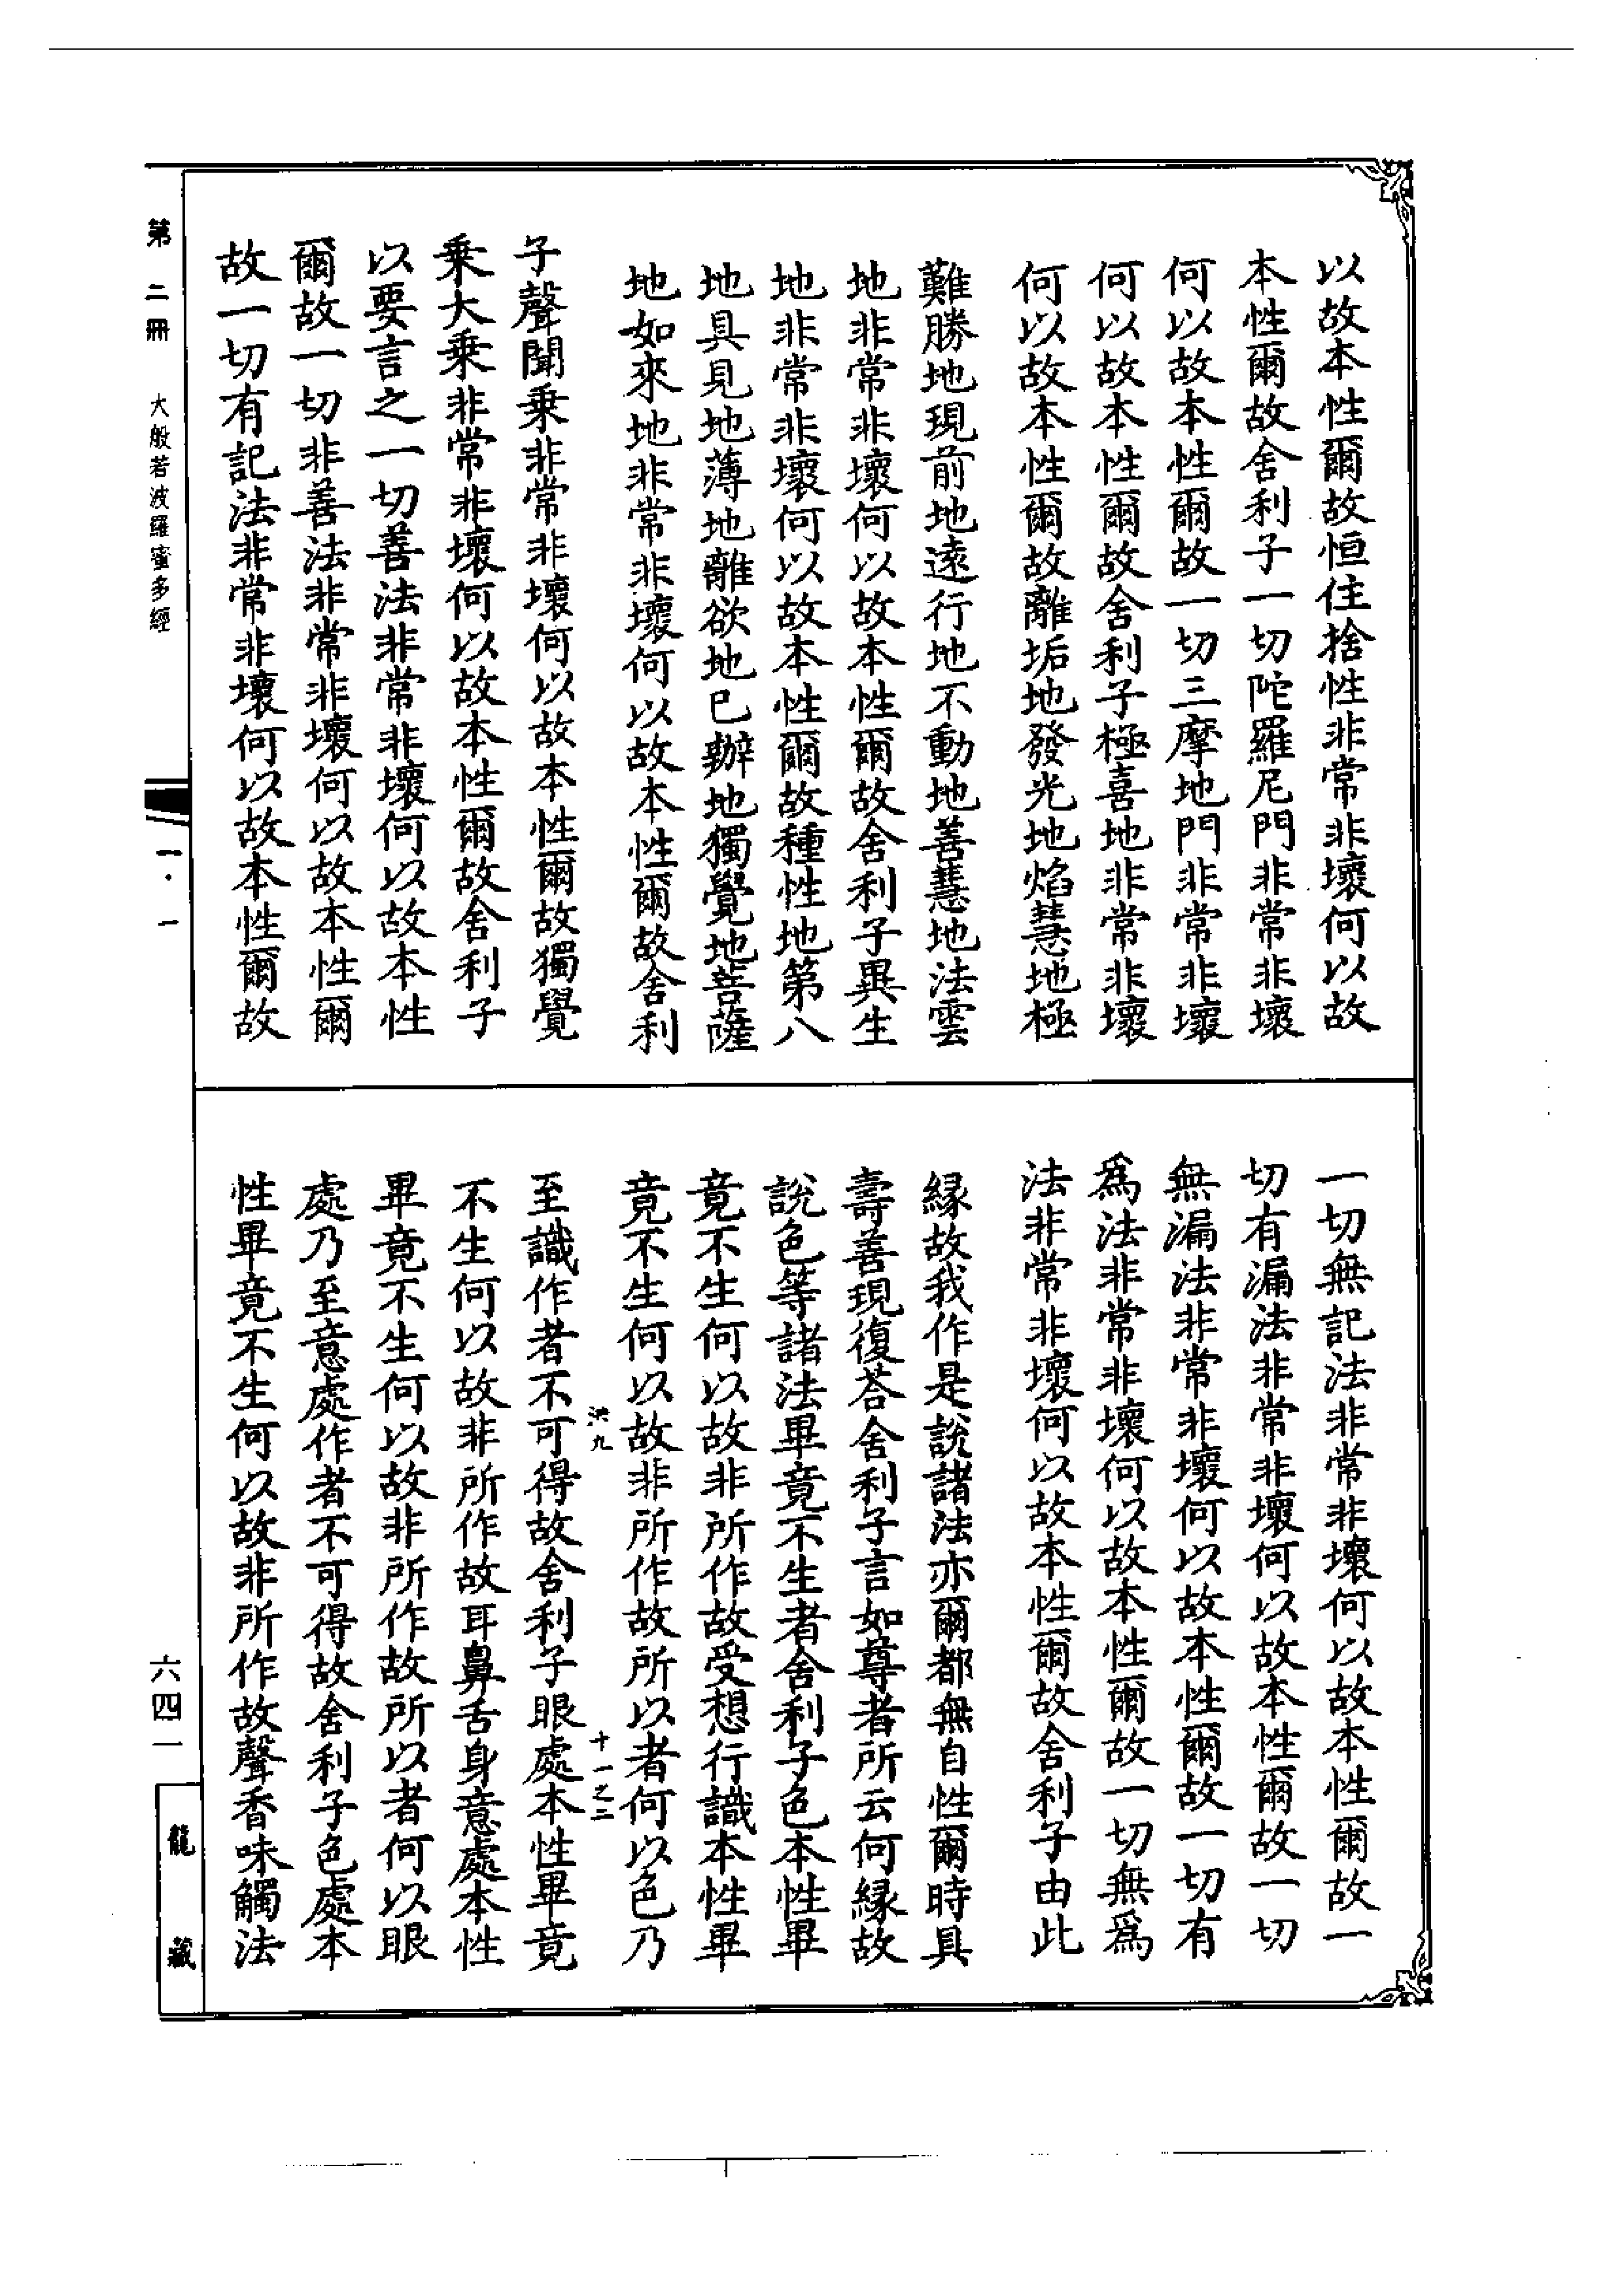 以故本性爾故恒住捨性非常非壞何以故
本性爾故舍利子一切陀羅尼門非常非壞
何以故本性爾故一切三摩地門非常非壞
何以故本性爾故舍利子極喜地非常非壞
何以故本性爾故離垢地發光地焰慧地極
難勝地現前地遠行地不動地善慧地法雲
地非常非壞何以故本性爾故舍利子異生
地非常非壞何以故本性爾故種性地第八
地具見地薄地離欲地已辦地獨覺地菩薩
地如來地非常非壞何以故本性爾故舍利
子聲聞乘非常非壞何以故本性爾故獨覺
乘大乘非常非壞何以故本性爾故舍利子
以要言之一切善法非常非壞何以故本性
爾故一切非善法非常非壞何以故本性爾
故一切有記法非常非壞何以故本性爾故
一切無記法非常非壞何以故本性爾故一
切有漏法非常非壞何以故本性爾故一切
無漏法非常非壞何以故本性爾故一切有
爲法非常非壞何以故本性爾故一切無爲
法非常非壞何以故本性爾故舍利子由此
緣故我作是說諸法亦爾都無自性爾時具
壽善現復荅舍利子言如尊者所云何緣故
說色等諸法畢竟不生者舍利子色本性畢
竟不生何以故非所作故受想行識本性畢
竟不生何以故非所作故所以者何以色乃
洪九 十一之二
至識作者不可得故舍利子眼處本性畢竟
不生何以故非所作故耳鼻舌身意處本性
畢竟不生何以故非所作故所以者何以眼
處乃至意處作者不可得故舍利子色處本
性畢竟不生何以故非所作故聲香味觸法
第二冊 大般若波羅蜜多經
一·一
六四一
龍藏